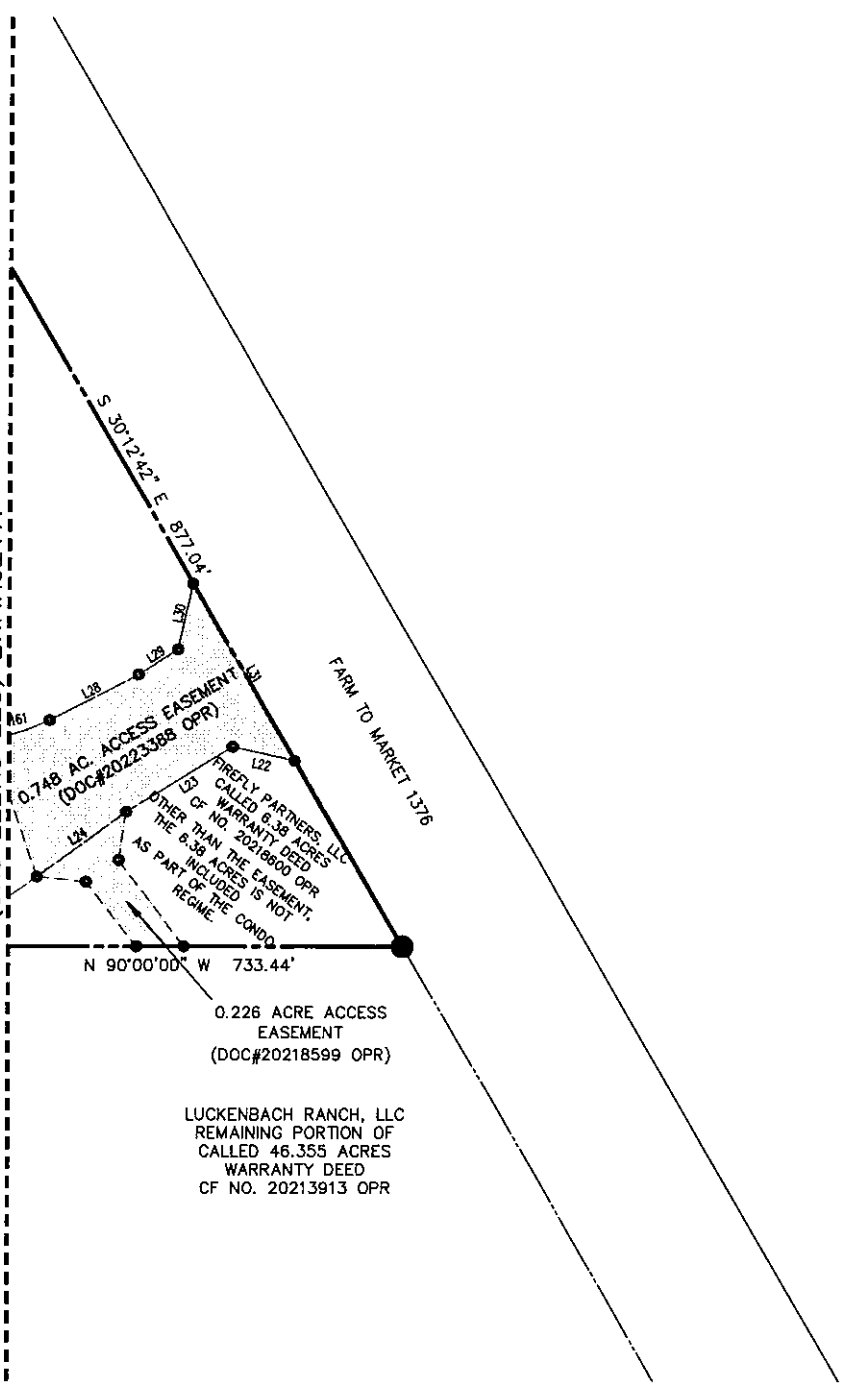 S 30°12'42" E 877.04'
L30
L29
L28
L31
A61
0.748 AC. ACCESS EASEMENT
(DOC#20223388 OPR)
FARM TO MARKET 1376
L22
L23
L24
FIREFLY PARTNERS, LLC
CALLED 6.38 ACRES
WARRANTY DEED
CF NO. 20218600 OPR
OTHER THAN THE EASEMENT,
THE 6.38 ACRES IS NOT
INCLUDED
AS PART OF THE CONDO
REGIME.
N 90°00'00" W 733.44'
0.226 ACRE ACCESS
EASEMENT
(DOC#20218599 OPR)
LUCKENBACH RANCH, LLC
REMAINING PORTION OF
CALLED 46.355 ACRES
WARRANTY DEED
CF NO. 20213913 OPR